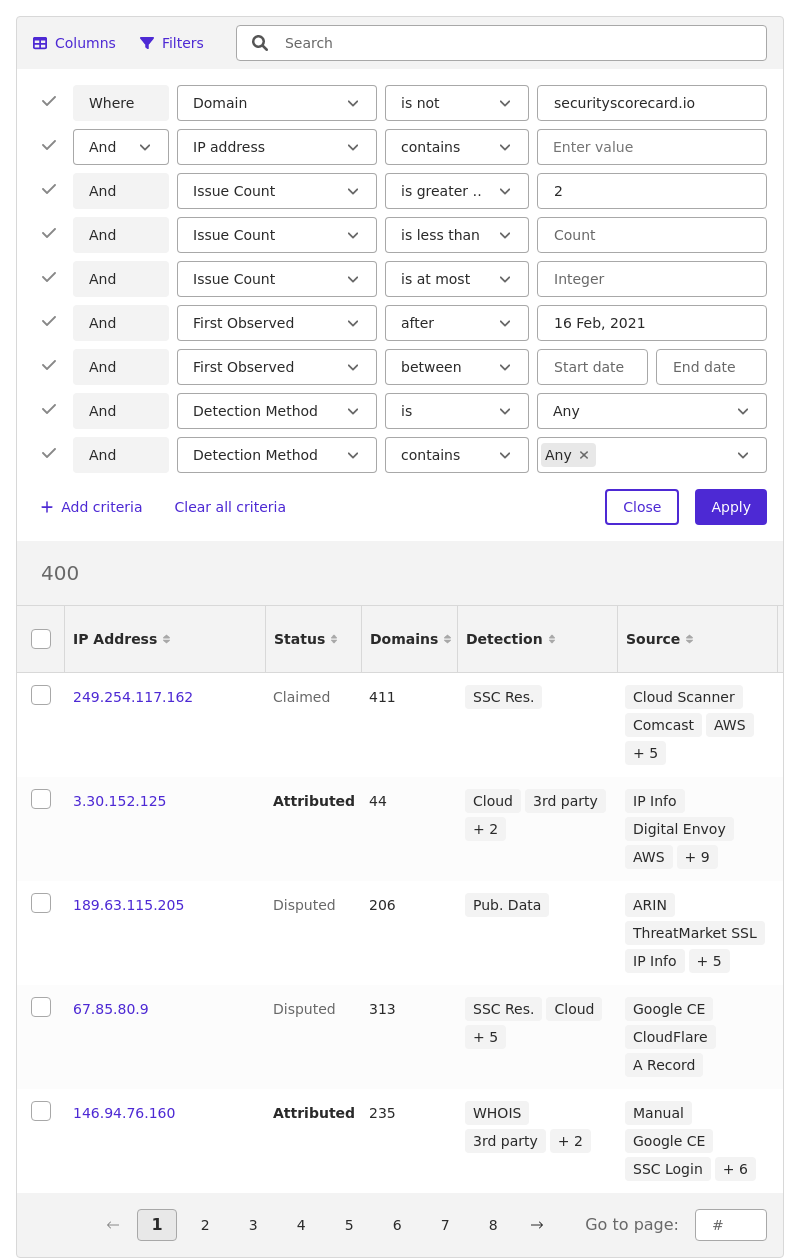 Columns Filters Search
Where Domain is not securityscorecard.io
And IP address contains Enter value
And Issue Count is greater .. 2
And Issue Count is less than Count
And Issue Count is at most Integer
And First Observed after 16 Feb, 2021
And First Observed between Start date End date
And Detection Method is Any
And Detection Method contains Any
Add criteria Clear all criteria Close Apply
400
IP Address Status Domains Detection Source
249.254.117.162 Claimed 411 SSC Res. Cloud Scanner
Comcast AWS
+ 5
3.30.152.125 Attributed 44 Cloud 3rd party IP Info
+ 2 Digital Envoy
AWS + 9
189.63.115.205 Disputed 206 Pub. Data ARIN
ThreatMarket SSL
IP Info + 5
67.85.80.9 Disputed 313 SSC Res. Cloud Google CE
+ 5 CloudFlare
A Record
146.94.76.160 Attributed 235 WHOIS Manual
3rd party + 2 Google CE
SSC Login + 6
← 1 2 3 4 5 6 7 8 → Go to page: #